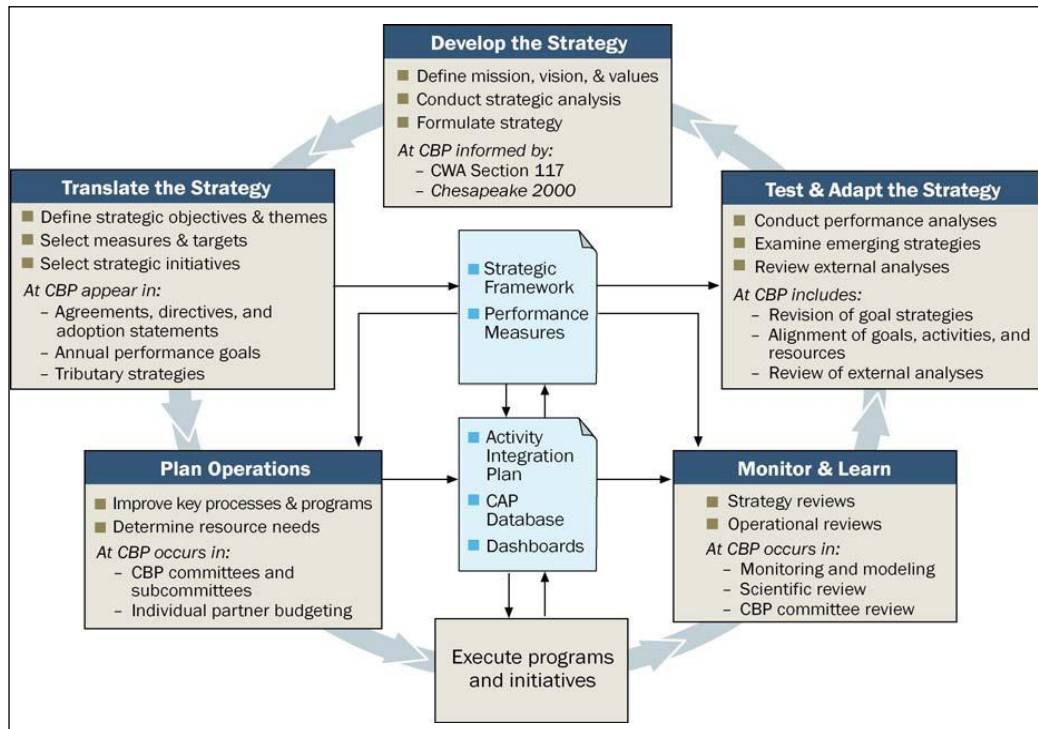 Develop the Strategy
Define mission, vision, & values
Conduct strategic analysis
Formulate strategy
At CBP informed by:
– CWA Section 117
– Chesapeake 2000
Translate the Strategy
Define strategic objectives & themes
Select measures & targets
Select strategic initiatives
At CBP appear in:
– Agreements, directives, and
adoption statements
– Annual performance goals
– Tributary strategies
Strategic
Framework
Performance
Measures
Test & Adapt the Strategy
Conduct performance analyses
Examine emerging strategies
Review external analyses
At CBP includes:
– Revision of goal strategies
– Alignment of goals, activities, and
resources
– Review of external analyses
Plan Operations
Improve key processes & programs
Determine resource needs
At CBP occurs in:
– CBP committees and
subcommittees
– Individual partner budgeting
Activity
Integration
Plan
CAP
Database
Dashboards
Monitor & Learn
Strategy reviews
Operational reviews
At CBP occurs in:
– Monitoring and modeling
– Scientific review
– CBP committee review
Execute programs
and initiatives